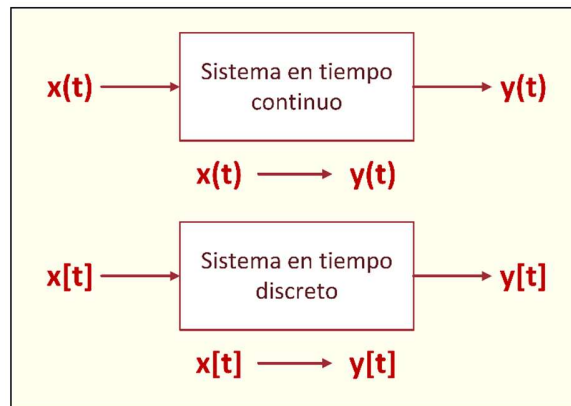 x(t)
Sistema en tiempo
continuo
y(t)
x(t) y(t)
x[t]
Sistema en tiempo
discreto
y[t]
x[t] y[t]